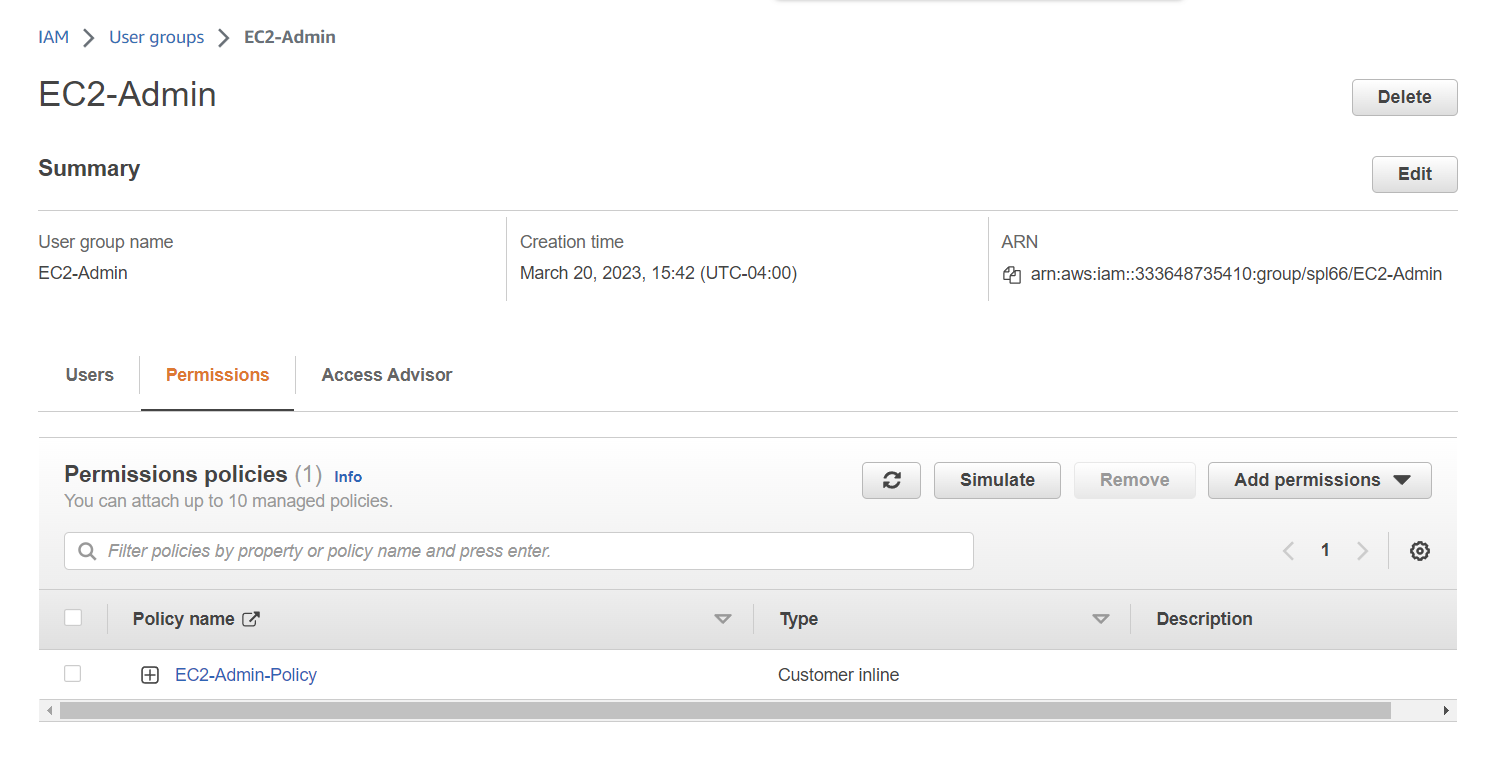 IAM > User groups > EC2-Admin
EC2-Admin
Delete
Summary
Edit
User group name
EC2-Admin
Creation time
March 20, 2023, 15:42 (UTC-04:00)
ARN
arn:aws:iam::333648735410:group/spl66/EC2-Admin
Users
Permissions
Access Advisor
Permissions policies (1) Info
You can attach up to 10 managed policies.
Simulate
Remove
Add permissions
Filter policies by property or policy name and press enter.
1
Policy name
Type
Description
EC2-Admin-Policy
Customer inline